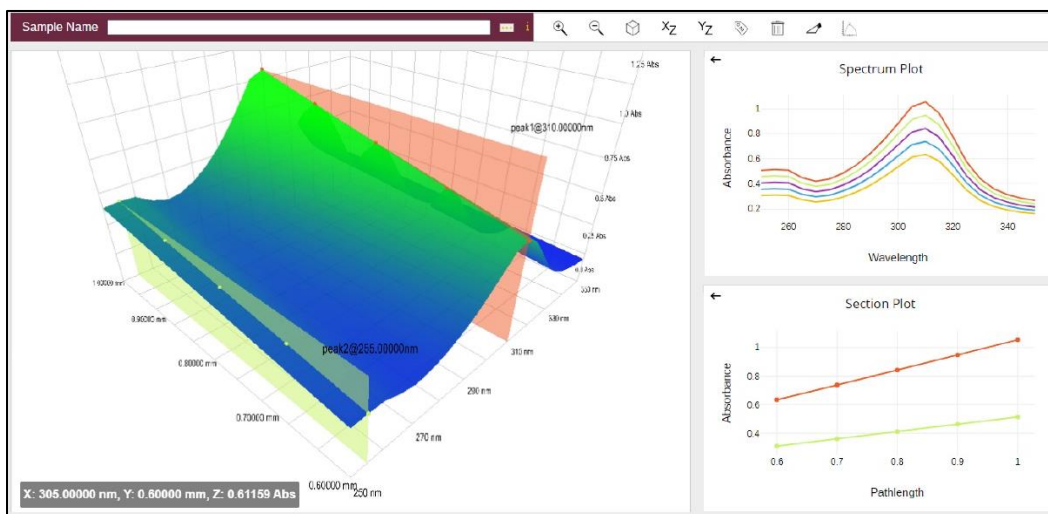 Sample Name
XZ
YZ
1.25 Abs
1.0 Abs
peak1@310.00000nm
0.75 Abs
0.25 Abs
0.0 Abs
330 nm
310 nm
290 nm
270 nm
250 nm
1.00000 mm
0.90000 mm
0.80000 mm
0.70000 mm
0.60000 mm
peak2@255.00000nm
X: 305.00000 nm, Y: 0.60000 mm, Z: 0.61159 Abs
Spectrum Plot
Absorbance
1
0.8
0.6
0.4
0.2
260
280
300
320
340
Wavelength
Section Plot
Absorbance
1
0.8
0.6
0.4
0.6
0.7
0.8
0.9
1
Pathlength